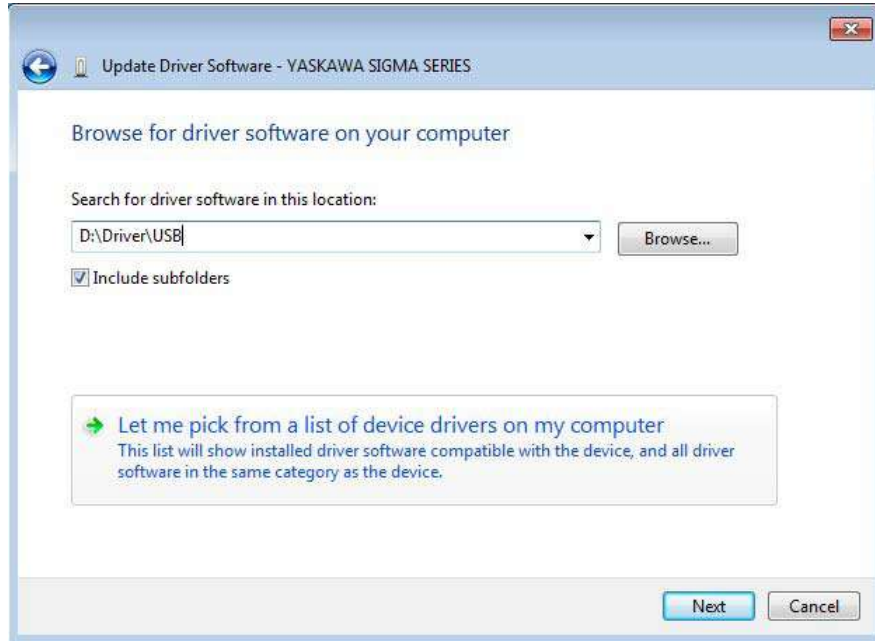 Update Driver Software - YASKAWA SIGMA SERIES
Browse for driver software on your computer
Search for driver software in this location:
D:\Driver\USB
Browse...
Include subfolders
Let me pick from a list of device drivers on my computer
This list will show installed driver software compatible with the device, and all driver
software in the same category as the device.
Next
Cancel